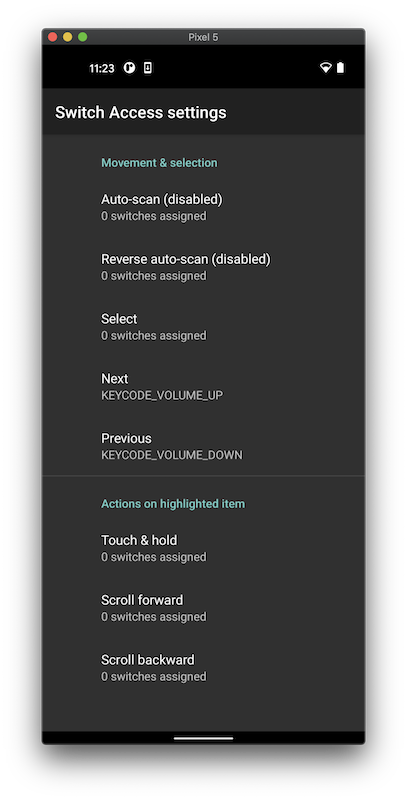 Pixel 5
11:23
Switch Access settings
Movement & selection
Auto-scan (disabled)
0 switches assigned
Reverse auto-scan (disabled)
0 switches assigned
Select
0 switches assigned
Next
KEYCODE_VOLUME_UP
Previous
KEYCODE_VOLUME_DOWN
Actions on highlighted item
Touch & hold
0 switches assigned
Scroll forward
0 switches assigned
Scroll backward
0 switches assigned